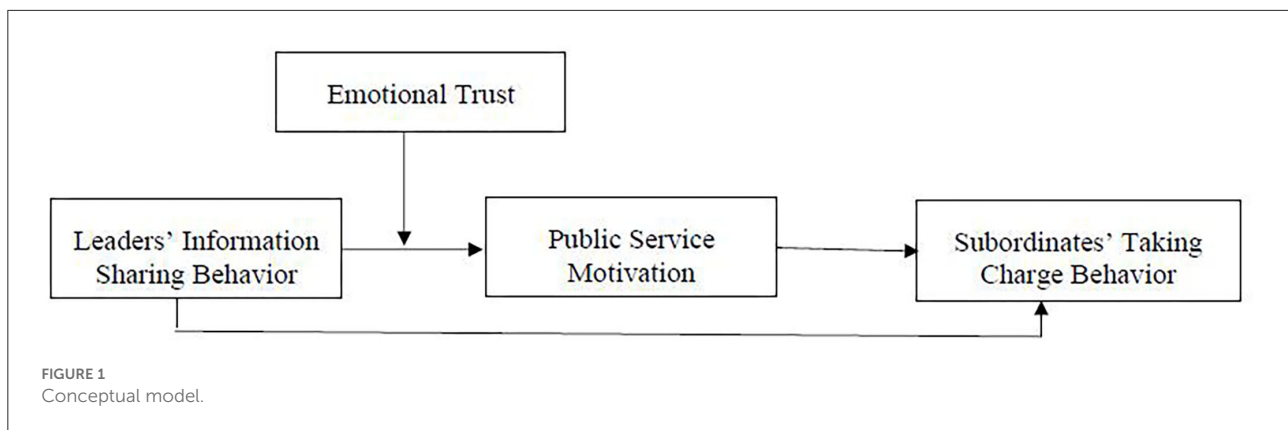 Emotional Trust
Leaders’ Information
Sharing Behavior
Public Service
Motivation
Subordinates’ Taking
Charge Behavior
FIGURE 1
Conceptual model.